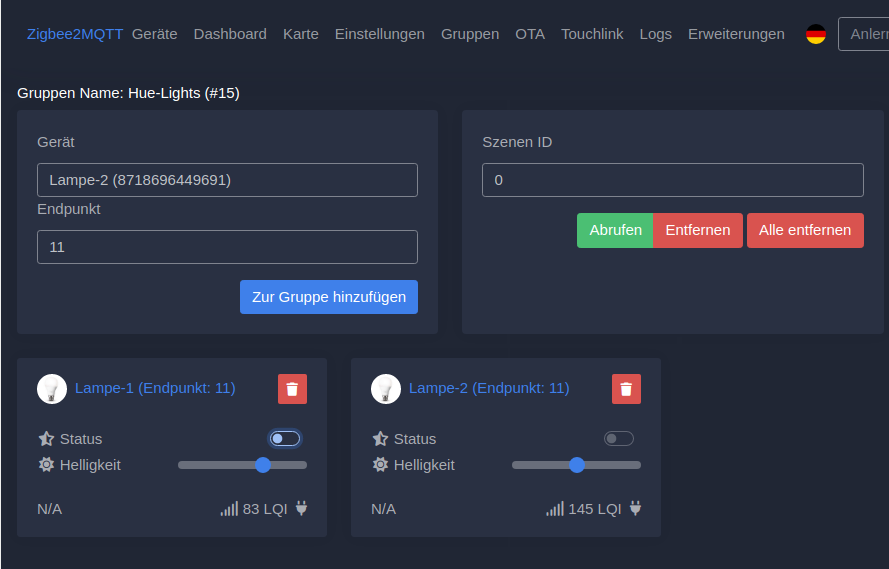 Zigbee2MQTT Geräte Dashboard Karte Einstellungen Gruppen OTA Touchlink Logs Erweiterungen
Gruppen Name: Hue-Lights (#15)
Gerät
Lampe-2 (8718696449691)
Endpunkt
11
Zur Gruppe hinzufügen
Szenen ID
0
Abrufen Entfernen Alle entfernen
Lampe-1 (Endpunkt: 11)
Status
Helligkeit
N/A 83 LQI
Lampe-2 (Endpunkt: 11)
Status
Helligkeit
N/A 145 LQI